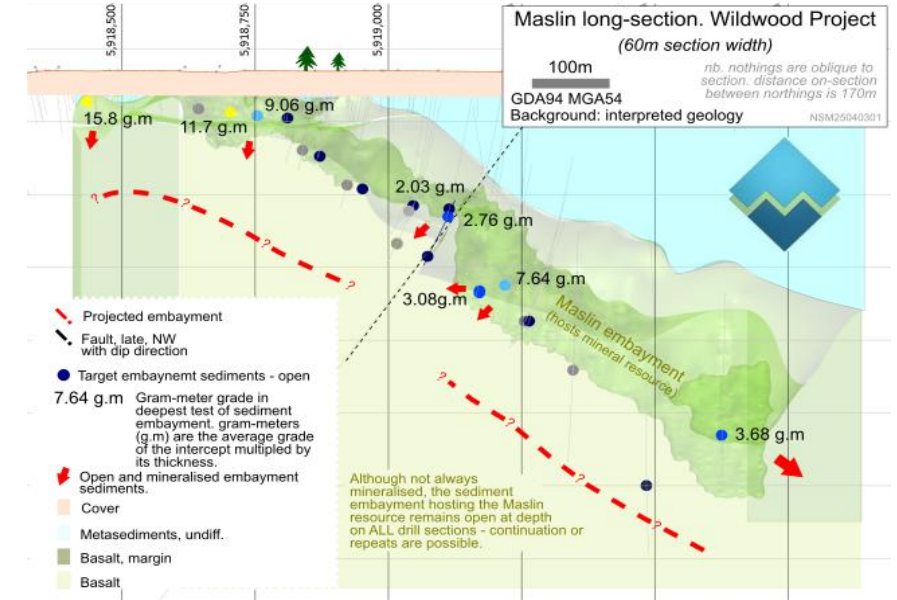 5,918,500
5,918,750
5,919,000
Maslin long-section. Wildwood Project
(60m section width)
100m
nb. nothings are oblique to
section. distance on-section
between northings is 170m
GDA94 MGA54
Background: interpreted geology
NSM25040301
15.8 g.m
11.7 g.m
9.06 g.m
2.03 g.m
2.76 g.m
7.64 g.m
3.08g.m
3.68 g.m
?
?
?
?
?
?
?
?
Maslin embayment
(hosts mineral resource)
Projected embayment
Fault, late, NW
with dip direction
Target embaynemt sediments - open
7.64 g.m
Gram-meter grade in
deepest test of sediment
embayment. gram-meters
(g.m) are the average grade
of the intercept multipled by
its thickness.
Open and mineralised embayment
sediments.
Cover
Metasediments, undiff.
Basalt, margin
Basalt
Although not always
mineralised, the sediment
embayment hosting the Maslin
resource remains open at depth
on ALL drill sections - continuation or
repeats are possible.